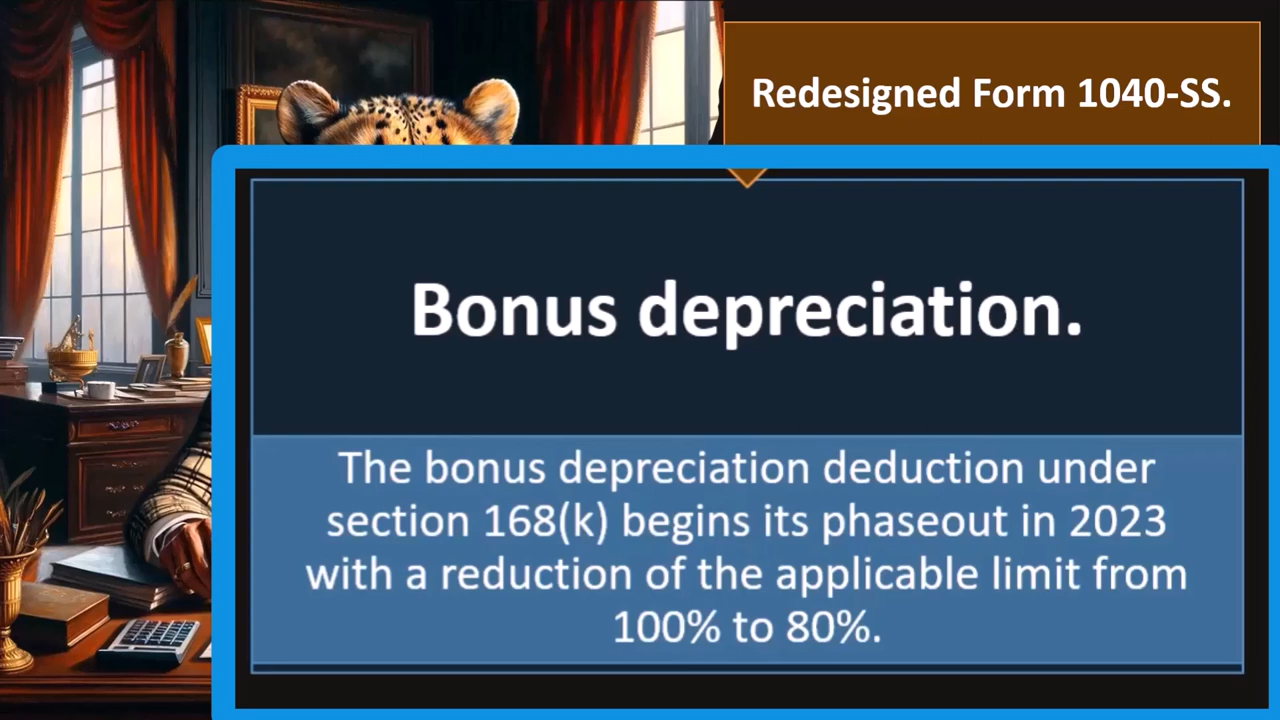 Redesigned Form 1040-SS.
Bonus depreciation.
The bonus depreciation deduction under
section 168(k) begins its phaseout in 2023
with a reduction of the applicable limit from
100% to 80%.